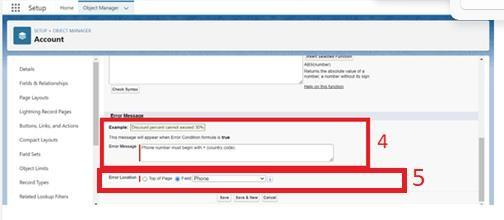 Setup
Home
Object Manager
SETUP > OBJECT MANAGER
Account
Details
Fields & Relationships
Page Layouts
Lightning Record Pages
Buttons, Links, and Actions
Compact Layouts
Field Sets
Object Limits
Record Types
Related Lookup Filters
Insert Selected Function
ABS(number)
Returns the absolute value of a
number, a number without its sign
Help on this function
Check Syntax
Error Message
Example: Discount percent cannot exceed 30%
This message will appear when Error Condition formula is true
Error Message
Phone number must begin with + (country code).
4
Error Location
Top of Page
Field
Phone
i
5
Save
Save & New
Cancel